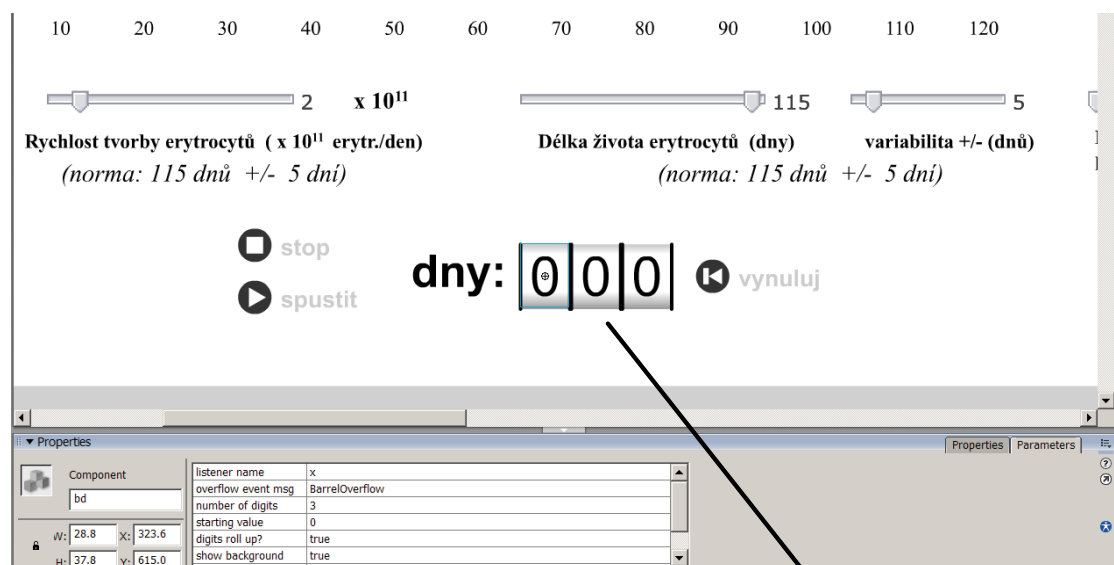 10 20 30 40 50 60 70 80 90 100 110 120
2 x 10¹¹ 115 5
Rychlost tvorby erytrocytů ( x 10¹¹ erytr./den) Délka života erytrocytů (dny) variabilita +/- (dnů)
(norma: 115 dnů +/- 5 dní) (norma: 115 dnů +/- 5 dní)
stop
dny: 0 0 0 vynuluj
spustit
Properties Properties Parameters
Component
bd
listener name x
overflow event msg BarrelOverflow
number of digits 3
starting value 0
digits roll up? true
show background true
W: 28.8 X: 323.6
H: 37.8 Y: 615.0